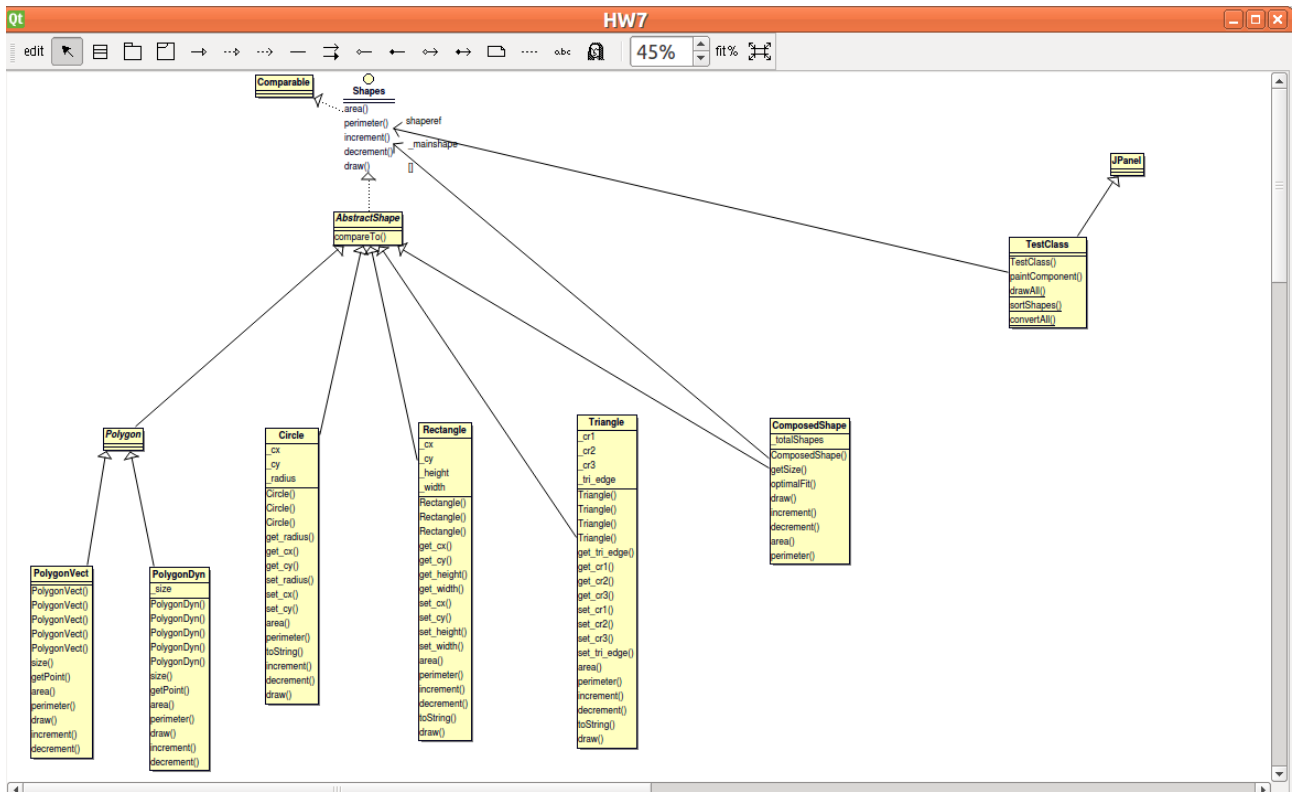 Qt
HW7
edit
abc
45%
fit%
Comparable
Shapes
area()
perimeter()
increment()
decrement()
draw()
shaperef
_mainshape
[]
JPanel
AbstractShape
compareTo()
TestClass
TestClass()
paintComponent()
drawAll()
sortShapes()
convertAll()
Polygon
Circle
_cx
_cy
_radius
Circle()
Circle()
Circle()
get_radius()
get_cx()
get_cy()
set_radius()
set_cx()
set_cy()
area()
perimeter()
toString()
increment()
decrement()
draw()
Rectangle
_cx
_cy
_height
_width
Rectangle()
Rectangle()
Rectangle()
get_cx()
get_cy()
get_height()
get_width()
set_cx()
set_cy()
set_height()
set_width()
area()
perimeter()
increment()
decrement()
toString()
draw()
Triangle
_cr1
_cr2
_cr3
_tri_edge
Triangle()
Triangle()
Triangle()
Triangle()
get_tri_edge()
get_cr1()
get_cr2()
get_cr3()
set_cr1()
set_cr2()
set_cr3()
set_tri_edge()
area()
perimeter()
increment()
decrement()
toString()
draw()
ComposedShape
_totalShapes
ComposedShape()
getSize()
optimalFit()
draw()
increment()
decrement()
area()
perimeter()
PolygonVect
PolygonVect()
PolygonVect()
PolygonVect()
PolygonVect()
PolygonVect()
size()
getPoint()
area()
perimeter()
draw()
increment()
decrement()
PolygonDyn
_size
PolygonDyn()
PolygonDyn()
PolygonDyn()
PolygonDyn()
PolygonDyn()
size()
getPoint()
area()
perimeter()
draw()
increment()
decrement()